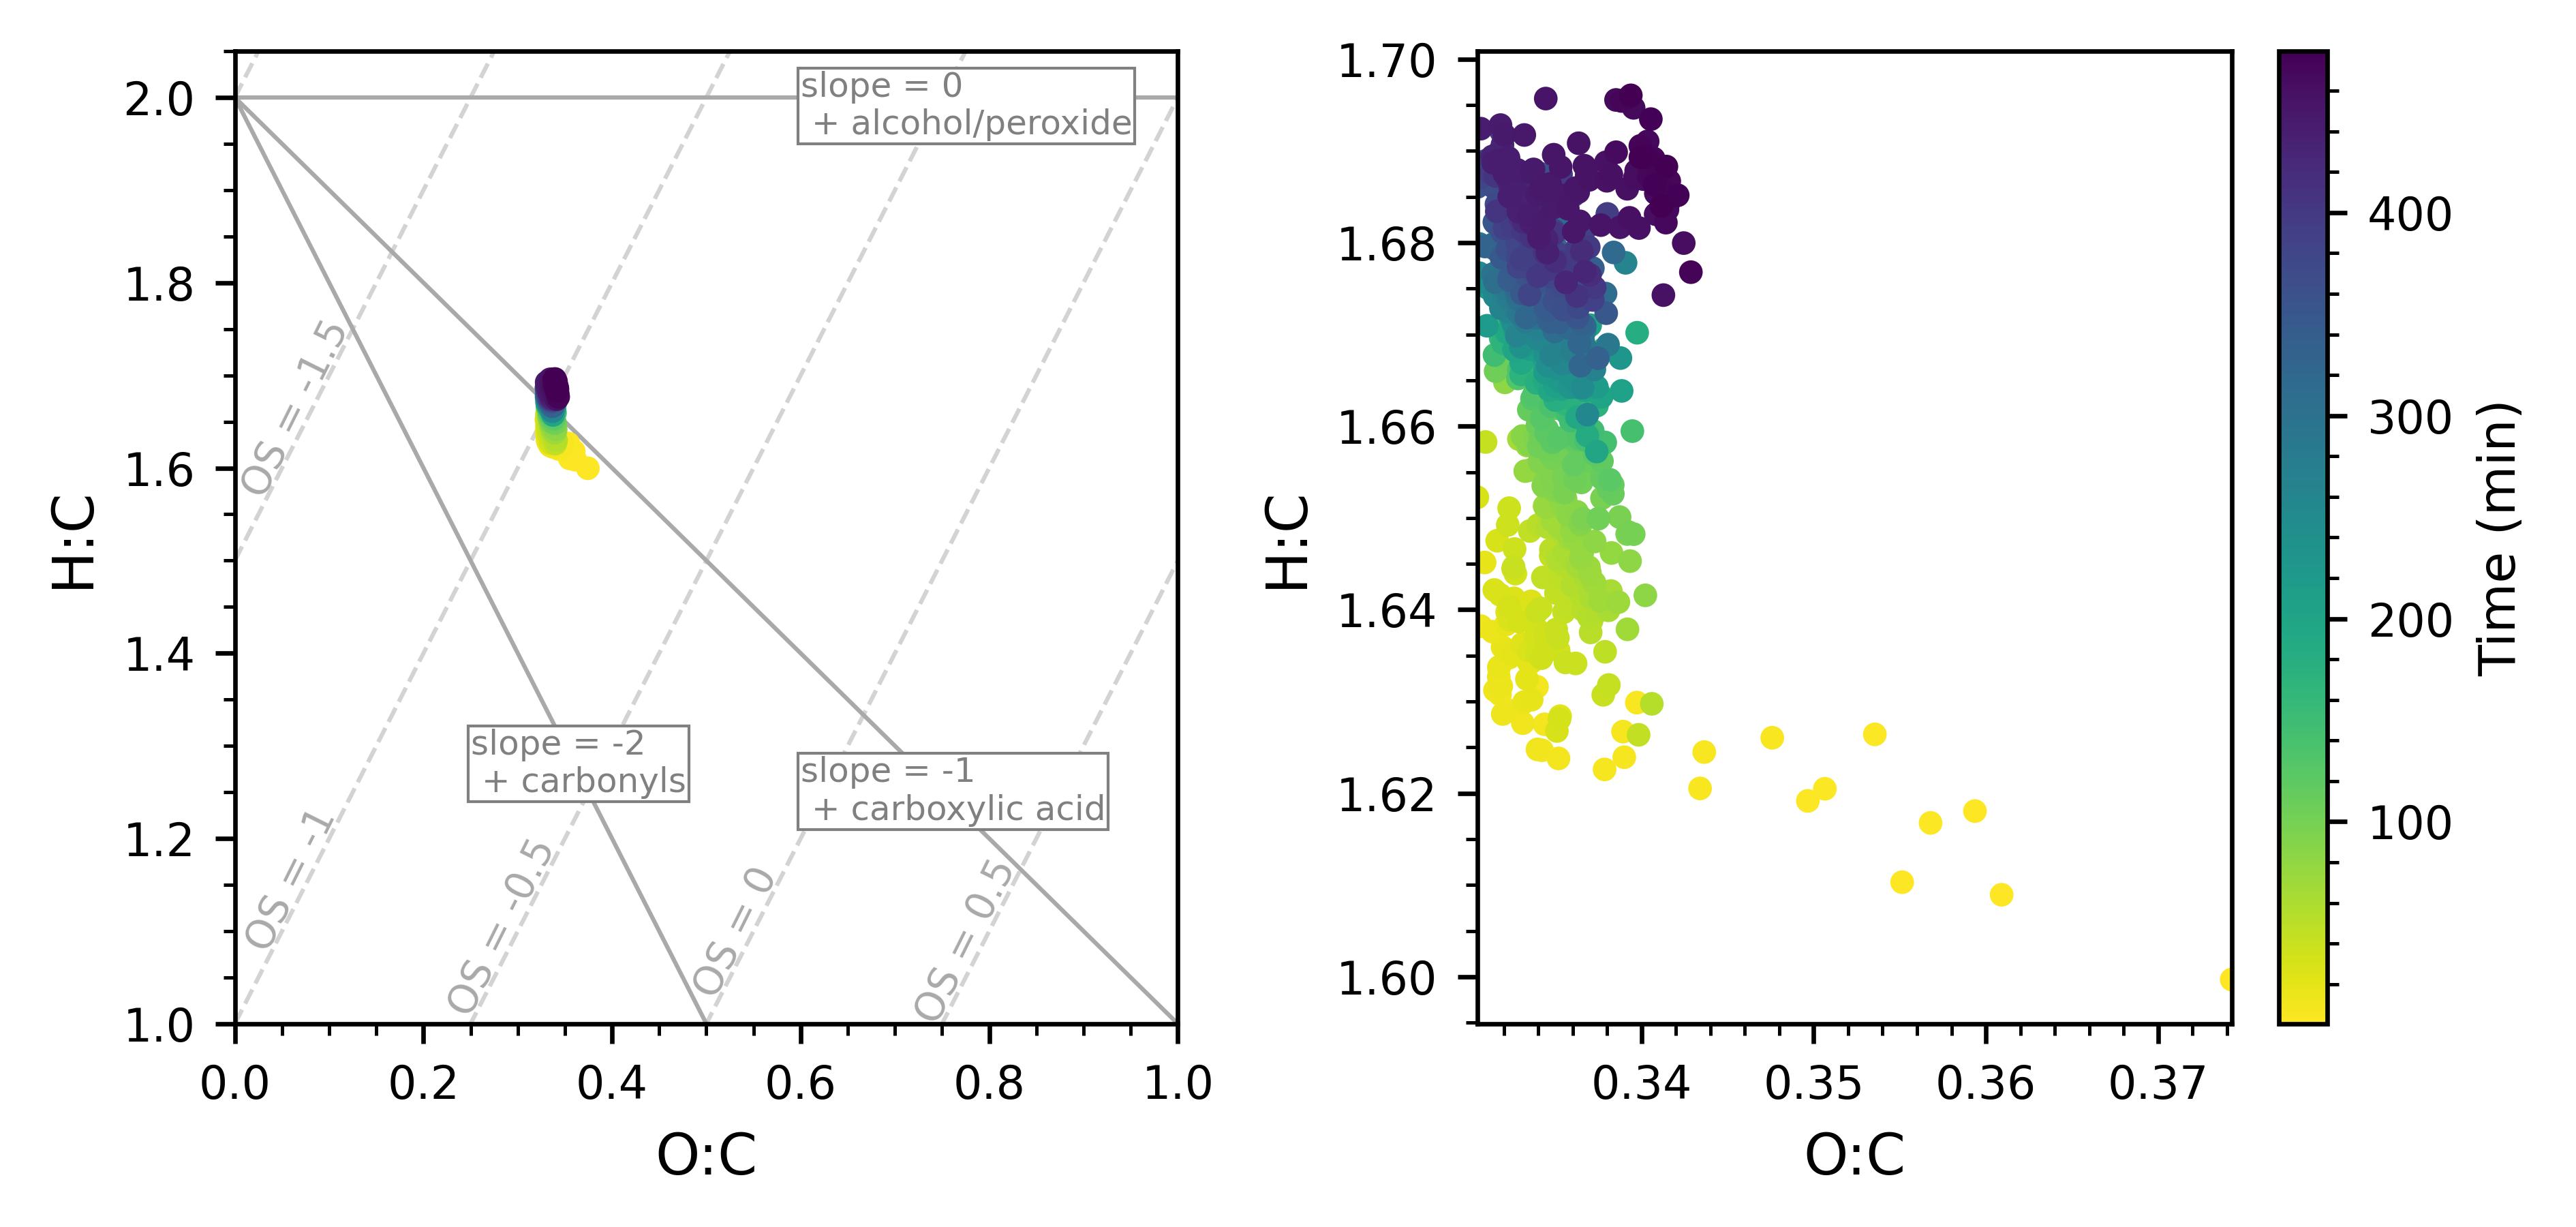 2.0
1.8
1.6
1.4
1.2
1.0
H:C
0.0
0.2
0.4
0.6
0.8
1.0
O:C
slope = 0
+ alcohol/peroxide
slope = -2
+ carbonyls
slope = -1
+ carboxylic acid
OS = -1.5
OS = -1
OS = -0.5
OS = 0
OS = 0.5
1.70
1.68
1.66
1.64
1.62
1.60
H:C
0.34
0.35
0.36
0.37
O:C
400
300
200
100
Time (min)